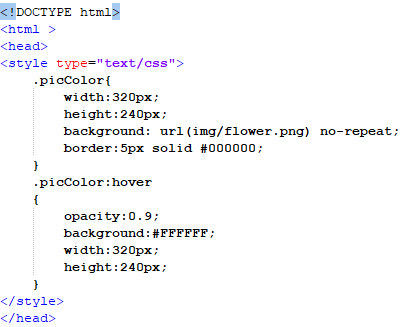 <!DOCTYPE html>
<html >
<head>
<style type="text/css">
.picColor{
width:320px;
height:240px;
background: url(img/flower.png) no-repeat;
border:5px solid #000000;
}
.picColor:hover
{
opacity:0.9;
background:#FFFFFF;
width:320px;
height:240px;
}
</style>
</head>